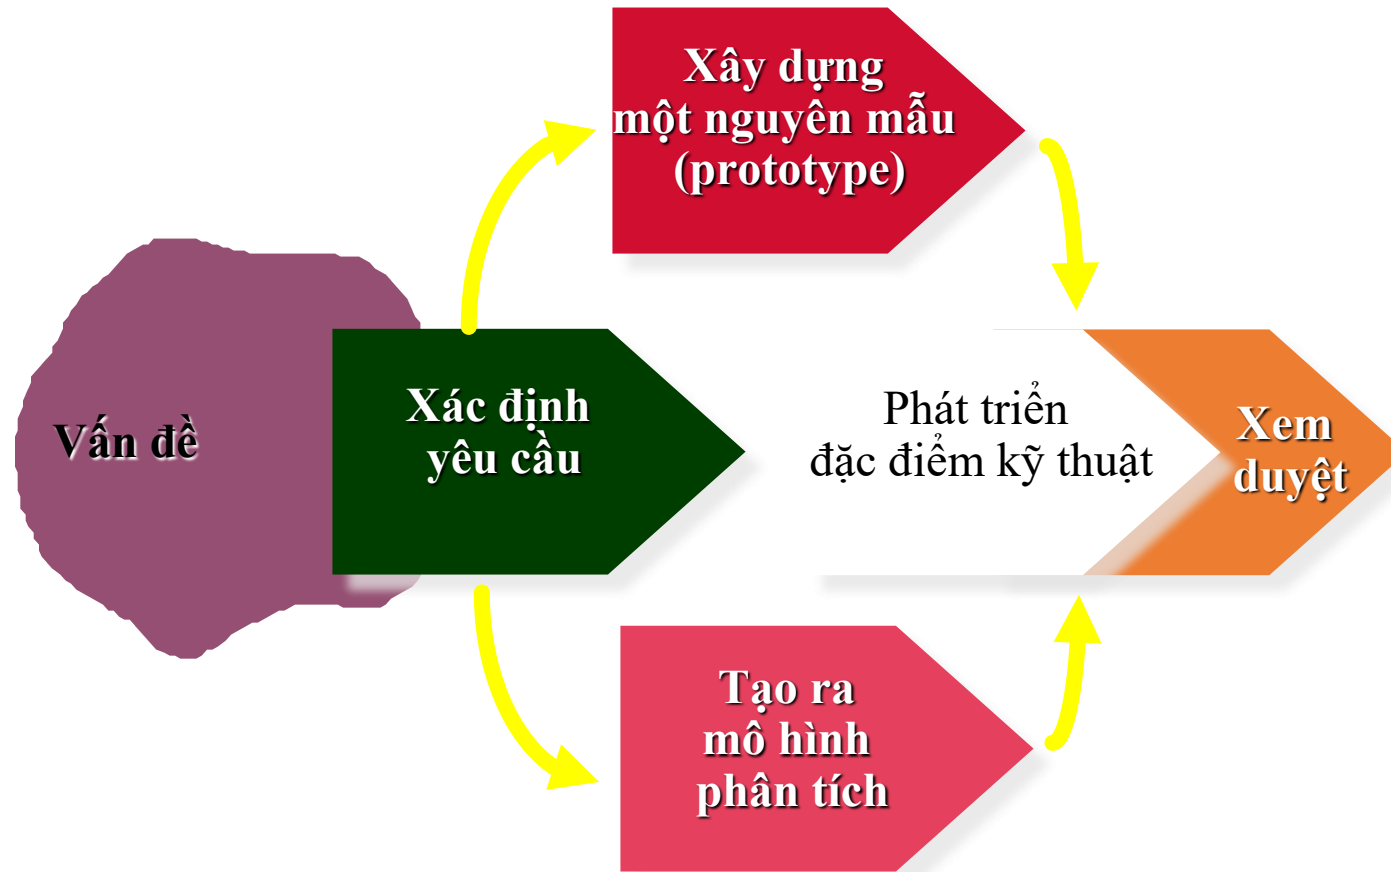 Xây dựng
một nguyên mẫu
(prototype)
Vấn đề
Xác định
yêu cầu
Phát triển
đặc điểm kỹ thuật
Xem
duyệt
Tạo ra
mô hình
phân tích